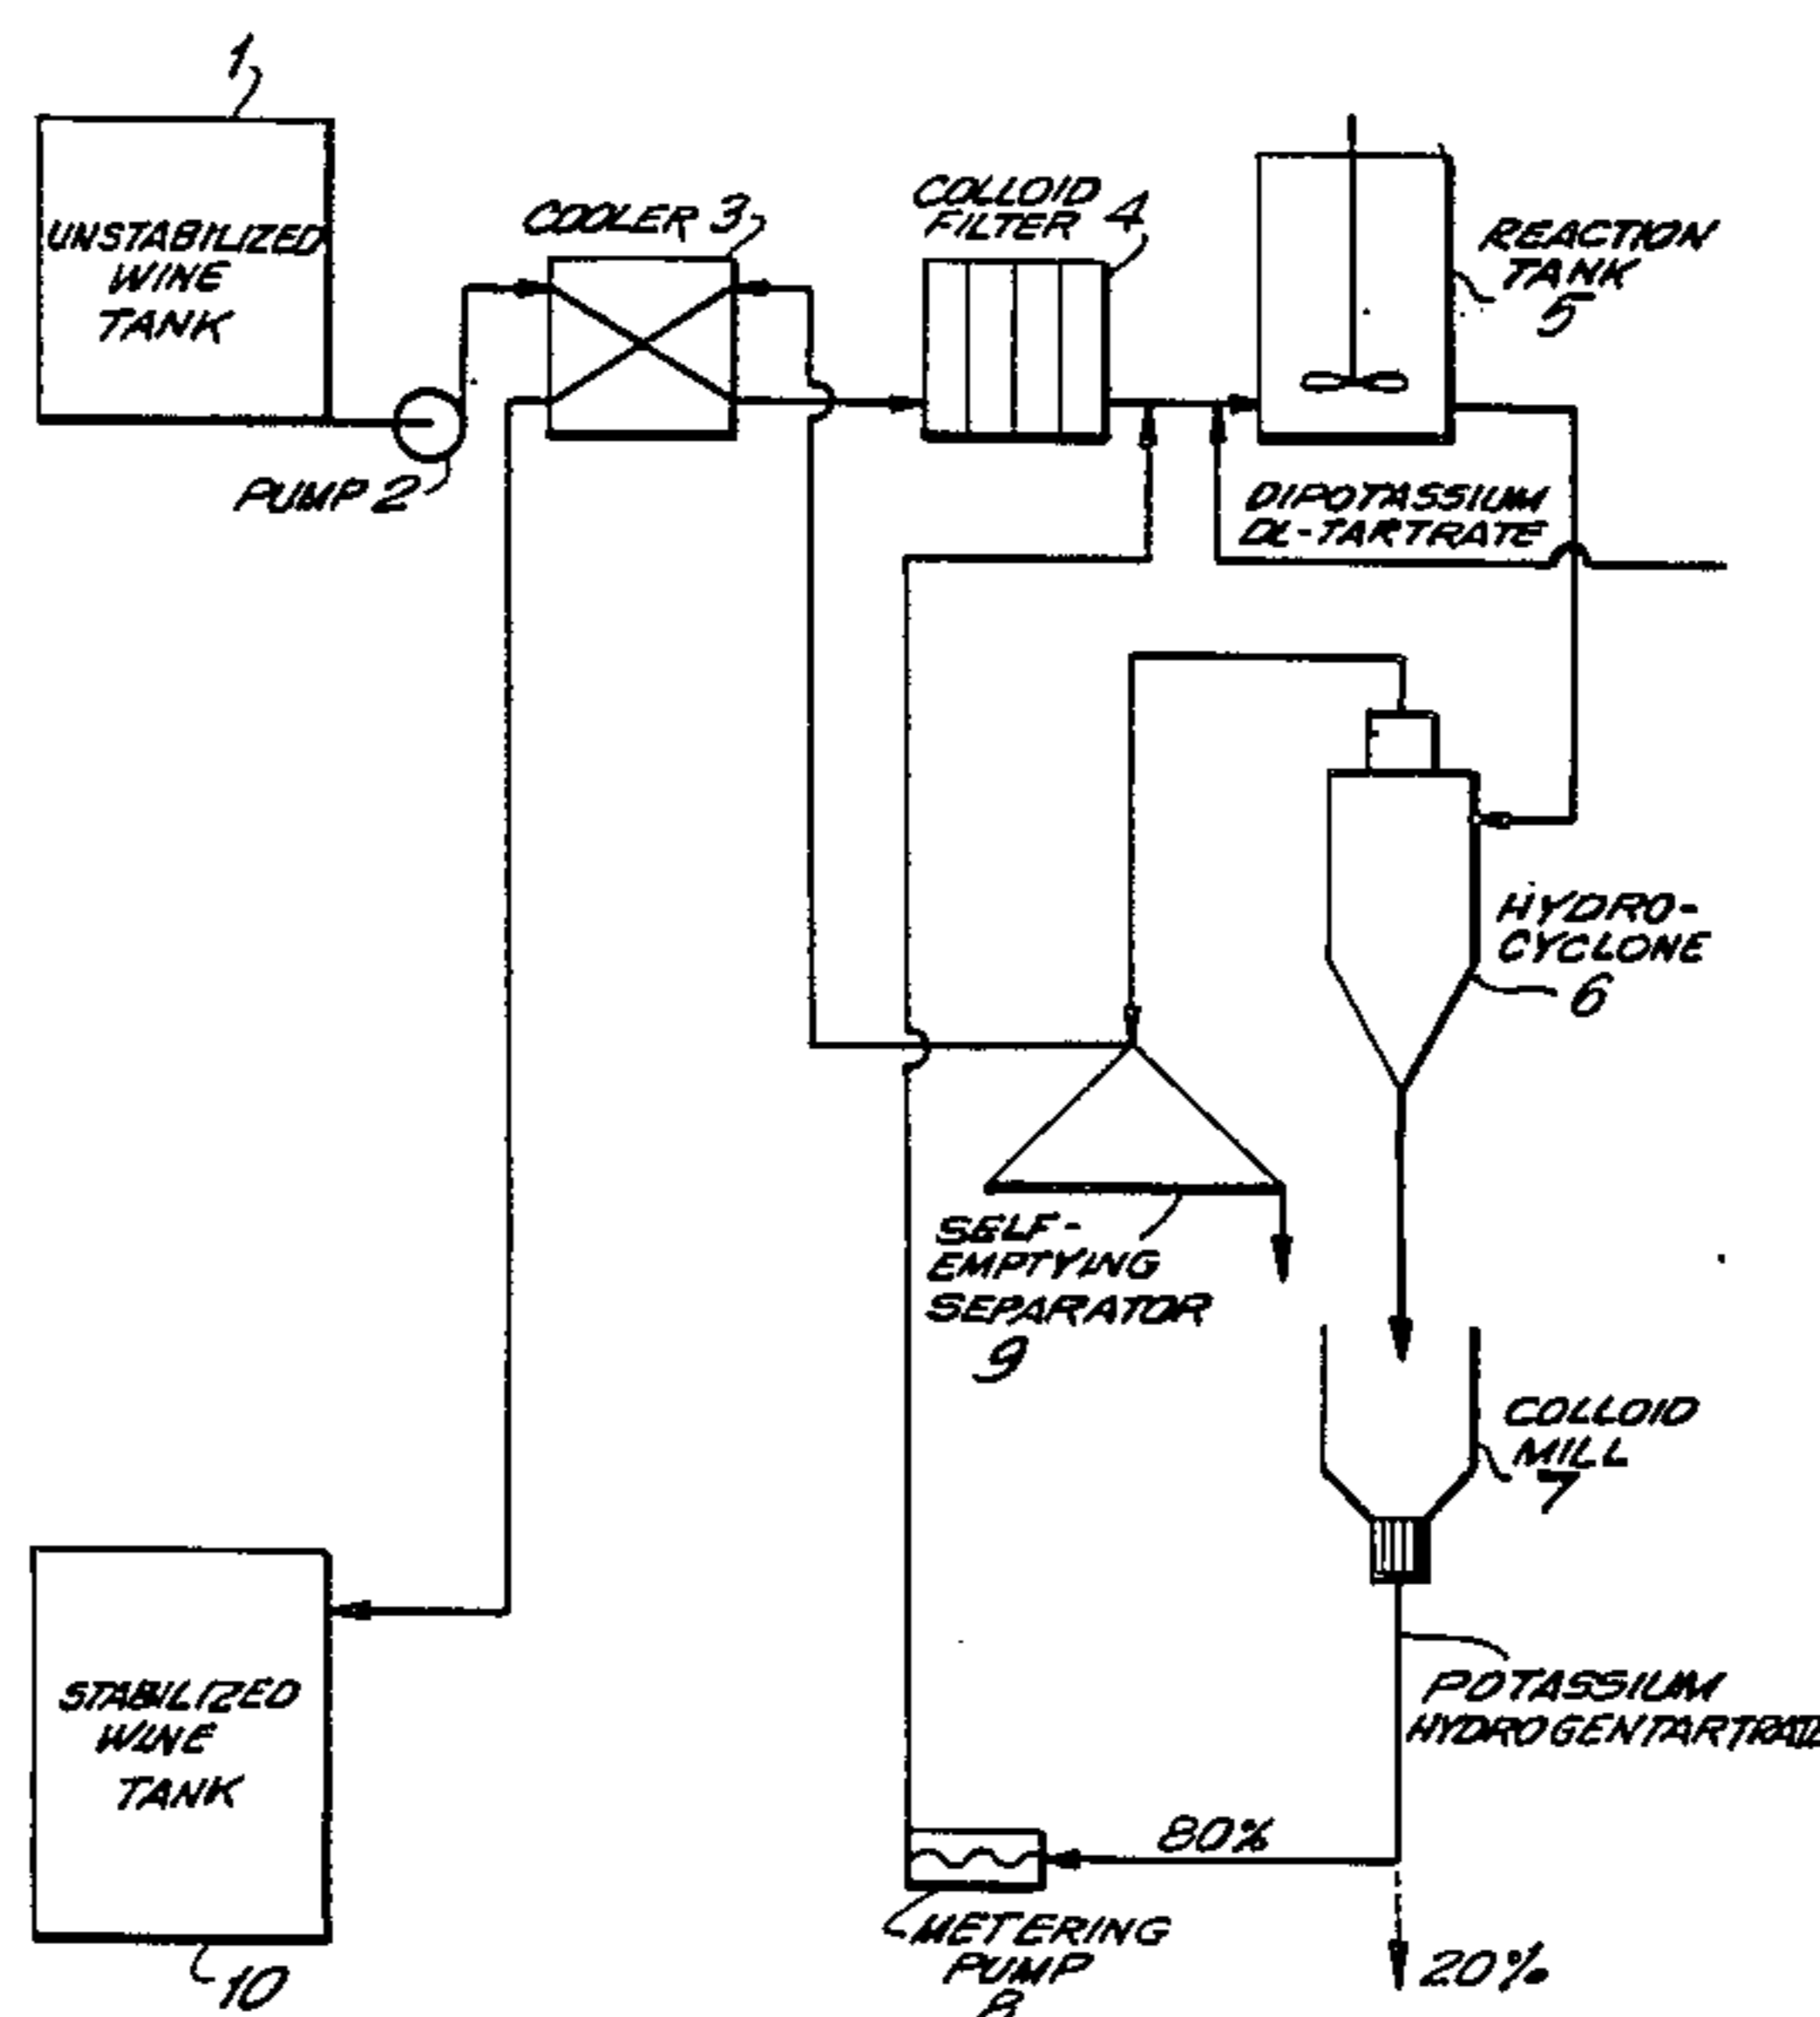 1
UNSTABILIZED
WINE
TANK
PUMP 2
COOLER 3
COLLOID
FILTER 4
REACTION
TANK
5
DIPOTASSIUM
DL-TARTRATE
HYDRO-
CYCLONE
6
SELF-
EMPTYING
SEPARATOR
9
COLLOID
MILL
7
STABILIZED
WINE
TANK
10
POTASSIUM
HYDROGENTARTRATE
80%
METERING
PUMP
8
20%